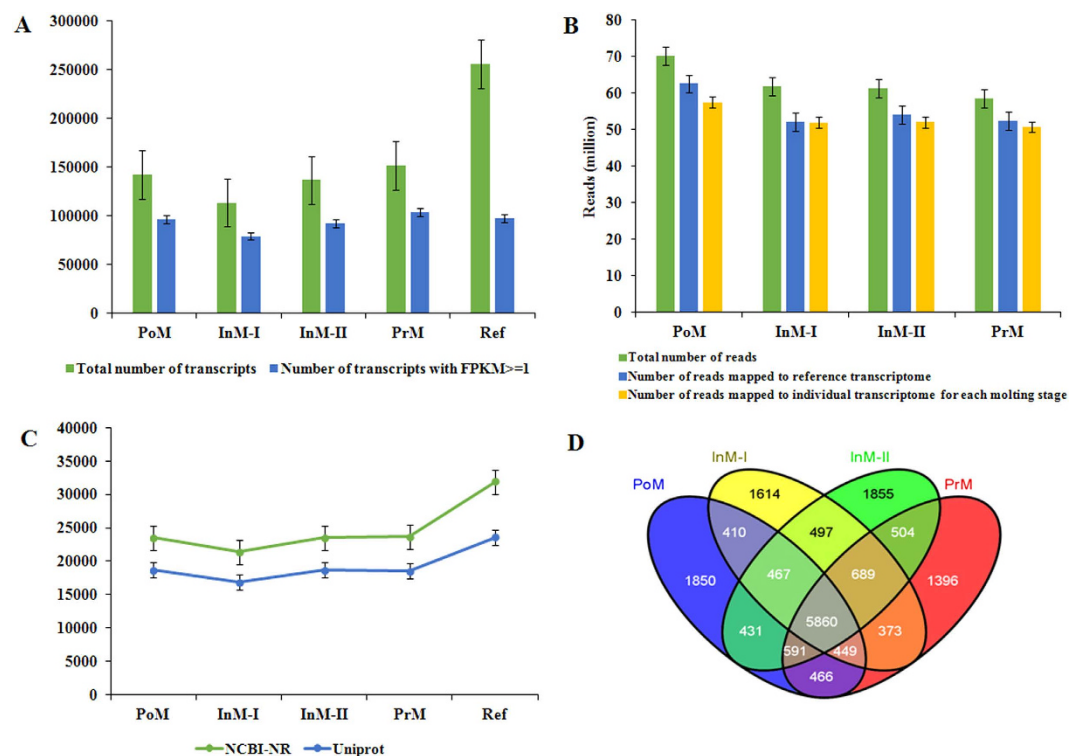 A
300000
250000
200000
150000
100000
50000
0
PoM InM-I InM-II PrM Ref
Total number of transcripts Number of transcripts with FPKM>=1
B
Reads (million)
80
70
60
50
40
30
20
10
0
PoM InM-I InM-II PrM
Total number of reads
Number of reads mapped to reference transcriptome
Number of reads mapped to individual transcriptome for each molting stage
C
40000
35000
30000
25000
20000
15000
10000
5000
0
PoM InM-I InM-II PrM Ref
NCBI-NR Uniprot
D
InM-I InM-II
PoM PrM
1614 1855
410 497 504
1850 467 689 1396
431 5860 373
591 449
466